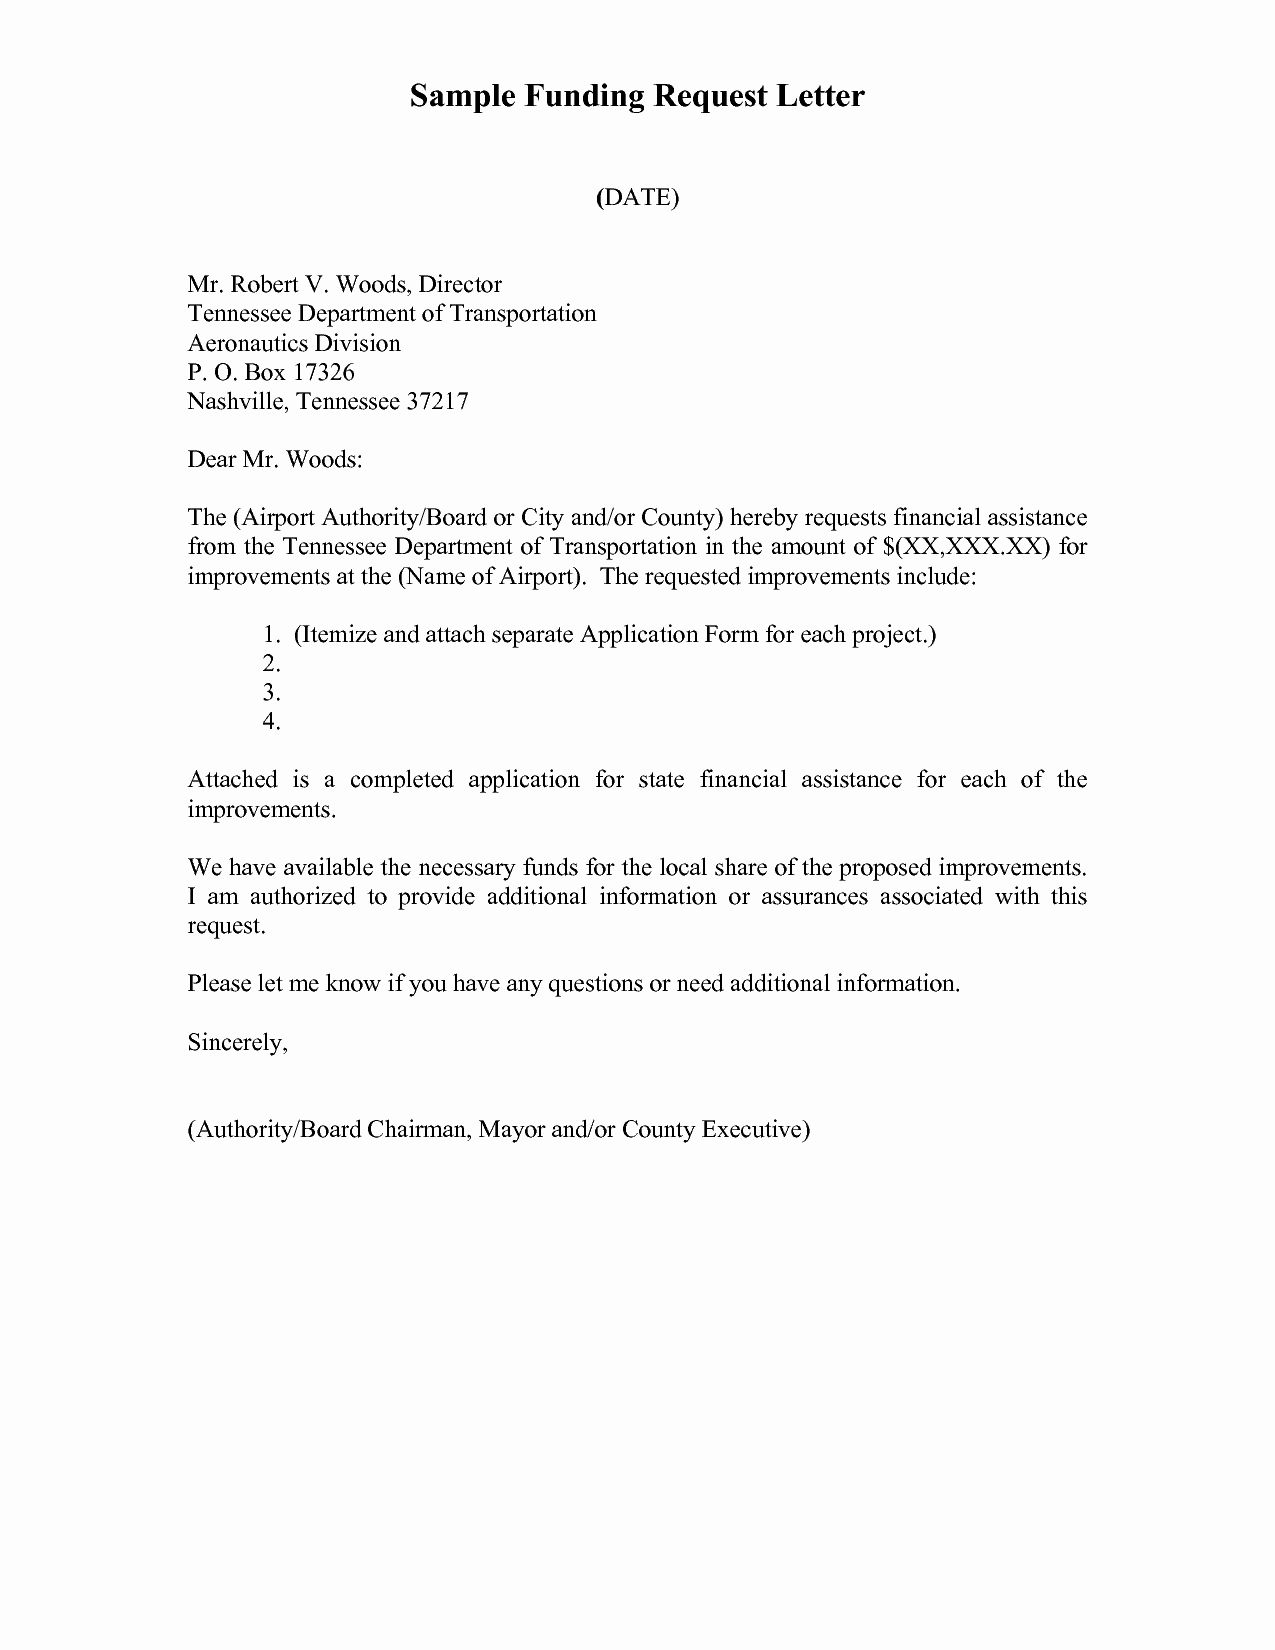 Sample Funding Request Letter
(DATE)
Mr. Robert V. Woods, Director
Tennessee Department of Transportation
Aeronautics Division
P. O. Box 17326
Nashville, Tennessee 37217
Dear Mr. Woods:
The (Airport Authority/Board or City and/or County) hereby requests financial assistance
from the Tennessee Department of Transportation in the amount of $(XX,XXX.XX) for
improvements at the (Name of Airport).  The requested improvements include:
1. (Itemize and attach separate Application Form for each project.)
2.
3.
4.
Attached is a completed application for state financial assistance for each of the
improvements.
We have available the necessary funds for the local share of the proposed improvements.
I am authorized to provide additional information or assurances associated with this
request.
Please let me know if you have any questions or need additional information.
Sincerely,
(Authority/Board Chairman, Mayor and/or County Executive)